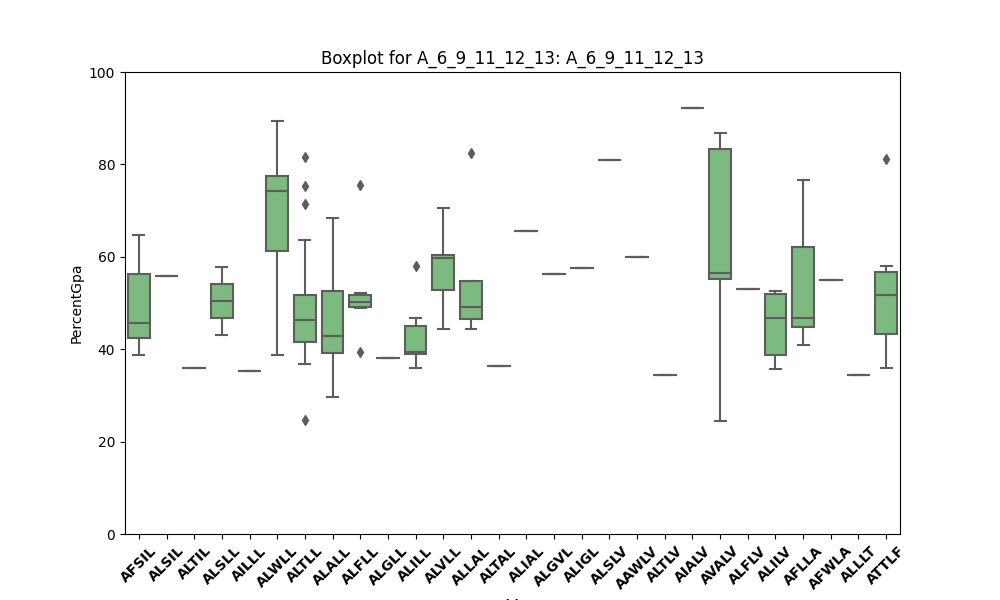 Boxplot for A_6_9_11_12_13: A_6_9_11_12_13
PercentGpa
100
80
60
40
20
0
AFSIL
ALSIL
ALTIL
ALSLL
AILLL
ALWLL
ALTLL
ALALL
ALFLL
ALGLL
ALILL
ALVLL
ALLAL
ALTAL
ALIAL
ALGVL
ALIGL
ALSLV
AAWLV
ALTLV
AIALV
AVALV
ALFLV
ALILV
AFLLA
AFWLA
ALLLT
ATTLF